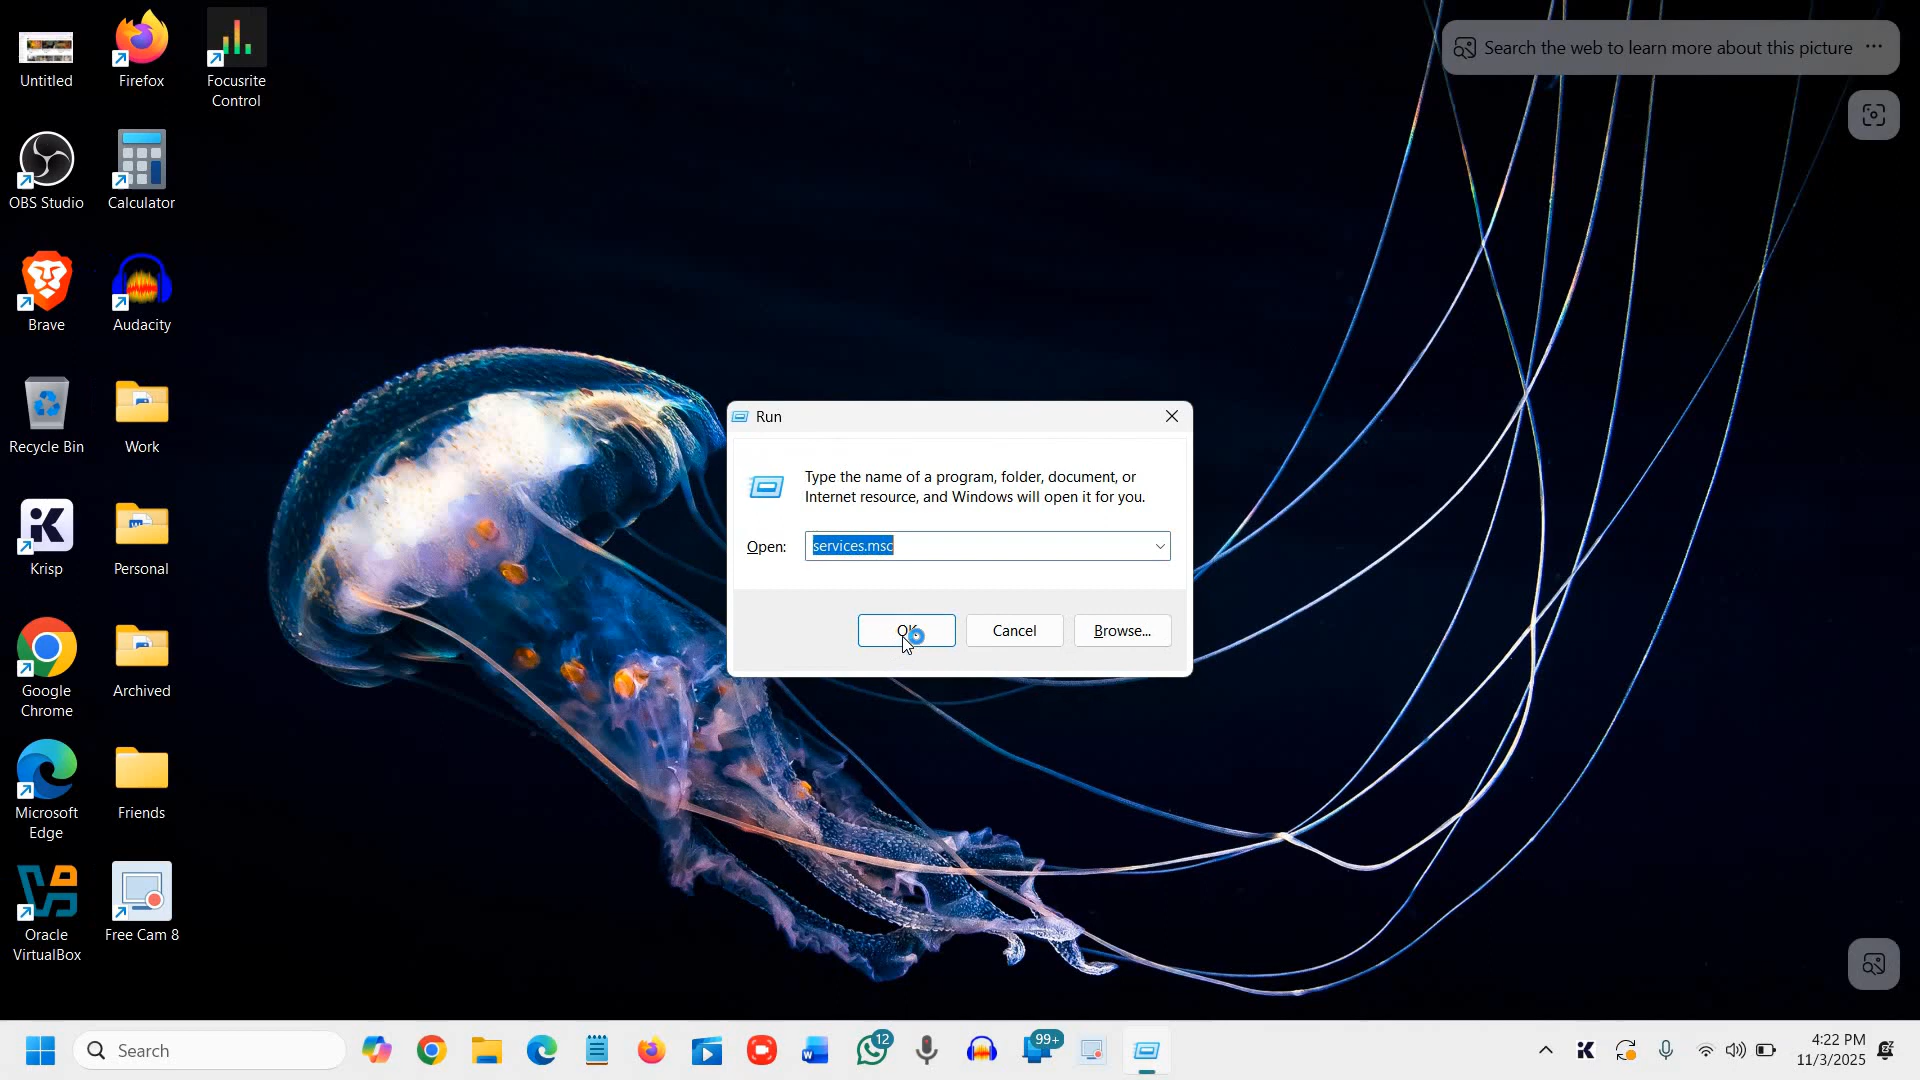 Untitled
Firefox
Focusrite
Control
Search the web to learn more about this picture
OBS Studio
Calculator
Brave
Audacity
Recycle Bin
Work
Krisp
Personal
Google
Chrome
Archived
Microsoft
Edge
Friends
Oracle
VirtualBox
Free Cam 8
Run
Type the name of a program, folder, document, or
Internet resource, and Windows will open it for you.
Open:
services.msc
OK
Cancel
Browse...
Search
12
99+
4:22 PM
11/3/2025